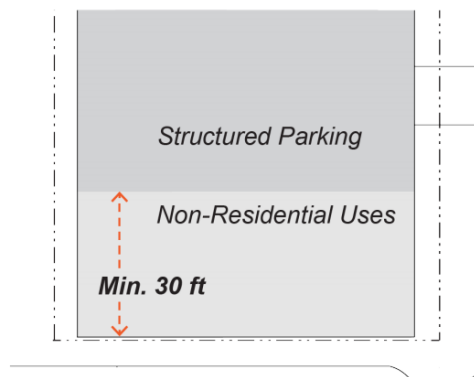 Structured Parking
Non-Residential Uses
Min. 30 ft